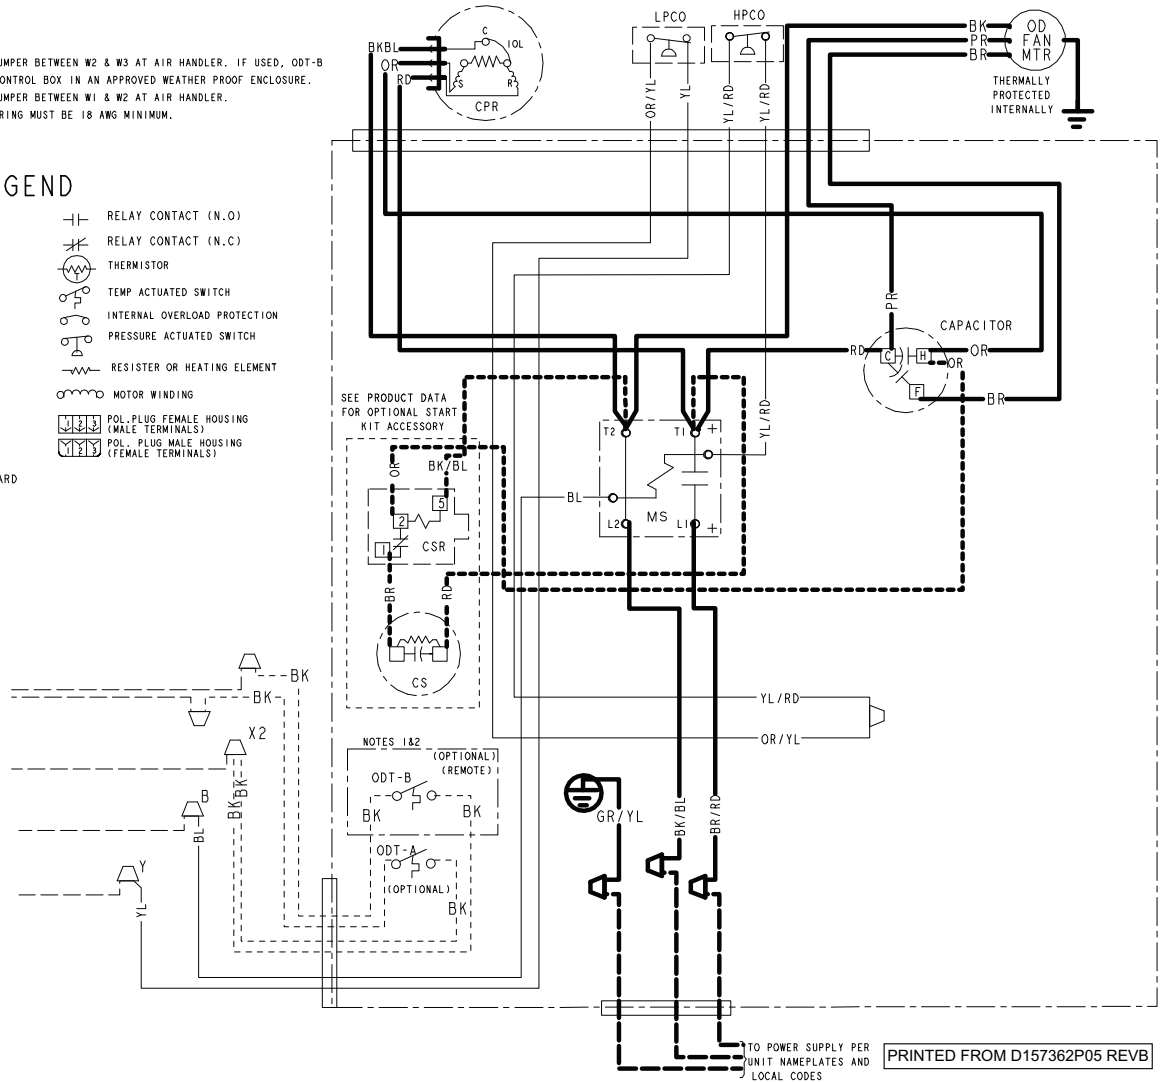 UMPER BETWEEN W2 & W3 AT AIR HANDLER. IF USED, ODT-B
ONTROL BOX IN AN APPROVED WEATHER PROOF ENCLOSURE.
UMPER BETWEEN W1 & W2 AT AIR HANDLER.
RING MUST BE 18 AWG MINIMUM.
GEND
RELAY CONTACT (N.O)
RELAY CONTACT (N.C)
T
THERMISTOR
TEMP ACTUATED SWITCH
INTERNAL OVERLOAD PROTECTION
PRESSURE ACTUATED SWITCH
RESISTER OR HEATING ELEMENT
MOTOR WINDING
1 2 3
POL.PLUG FEMALE HOUSING
(MALE TERMINALS)
1 2 3
POL. PLUG MALE HOUSING
(FEMALE TERMINALS)
ARD
BKBL
OR
RD
C
IOL
S
R
CPR
LPCO
HPCO
OR/YL
YL
YL/RD
YL/RD
BK
PR
BR
OD
FAN
MTR
THERMALLY
PROTECTED
INTERNALLY
PR
CAPACITOR
RD
C
H
OR
OR
F
BR
SEE PRODUCT DATA
FOR OPTIONAL START
KIT ACCESSORY
T2
T1
+
YL/RD
OR
BK/BL
5
2
1
CSR
BL
MS
L2
L1
+
BR
RD
CS
BK
BK
X2
BK
BK
B
BL
Y
YL
YL/RD
OR/YL
NOTES 1&2
(OPTIONAL)
(REMOTE)
ODT-B
BK
BK
ODT-A
(OPTIONAL)
BK
GR/YL
BK/BL
BR/RD
TO POWER SUPPLY PER
UNIT NAMEPLATES AND
LOCAL CODES
PRINTED FROM D157362P05 REVB